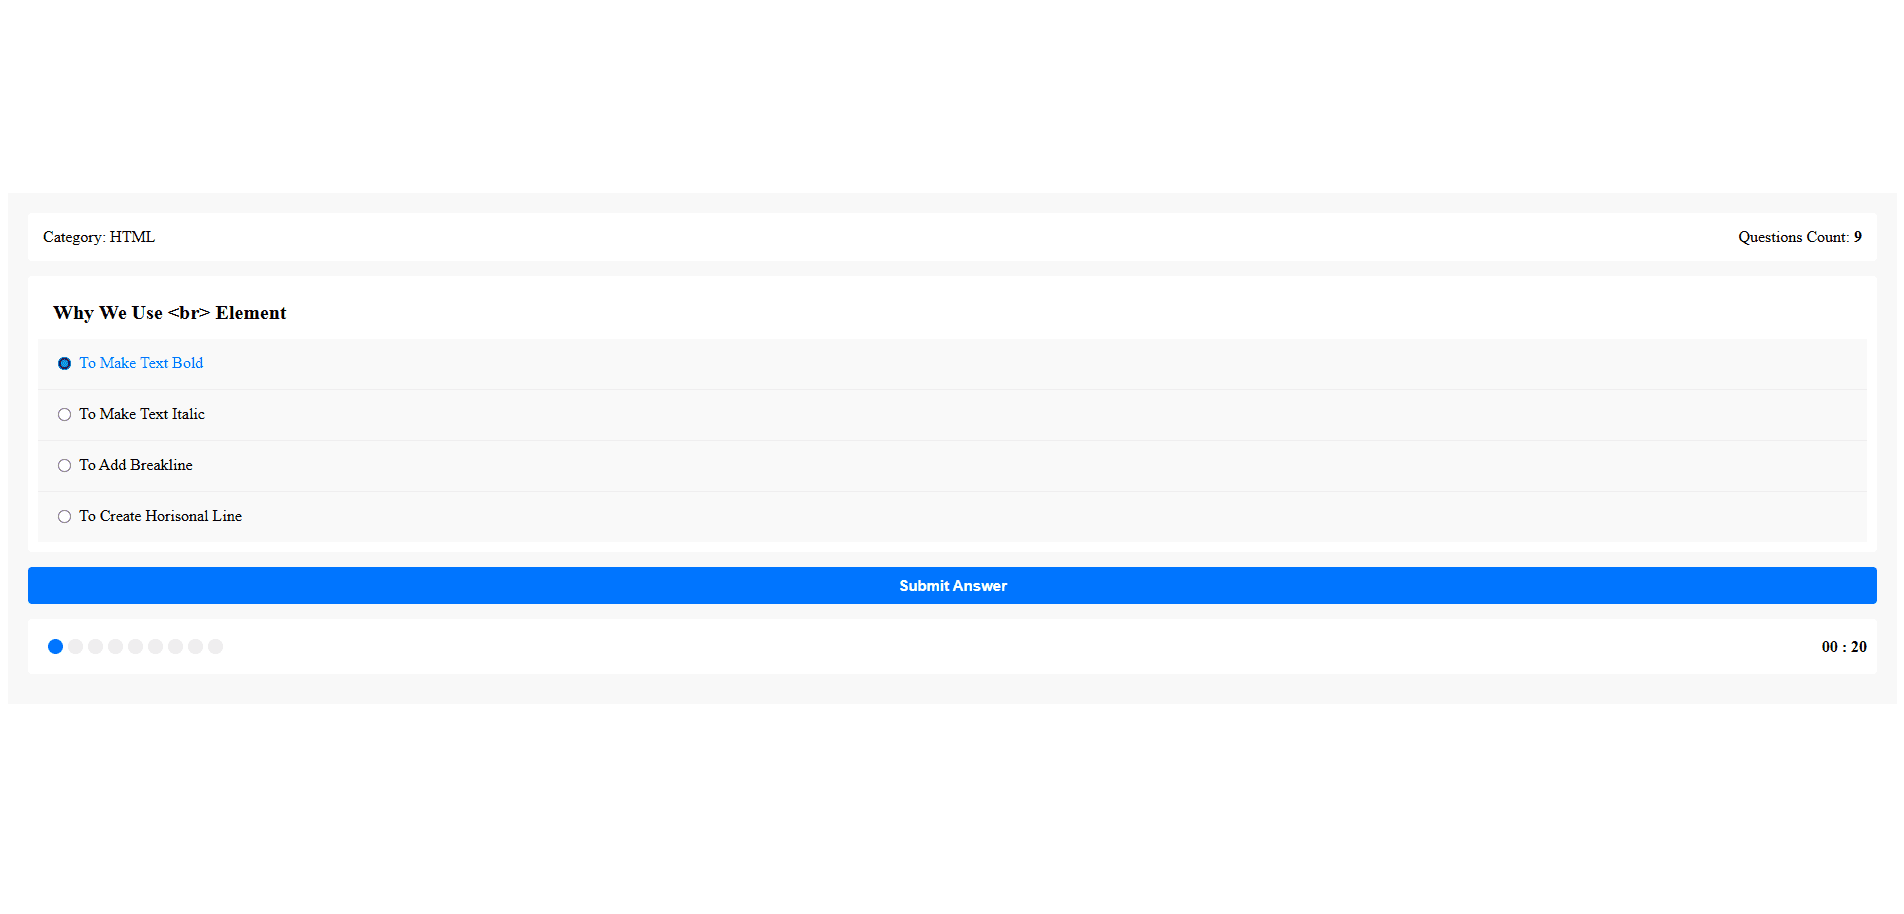 Category: HTML
Questions Count: 9
Why We Use <br> Element
To Make Text Bold
To Make Text Italic
To Add Breakline
To Create Horisonal Line
Submit Answer
00 : 20